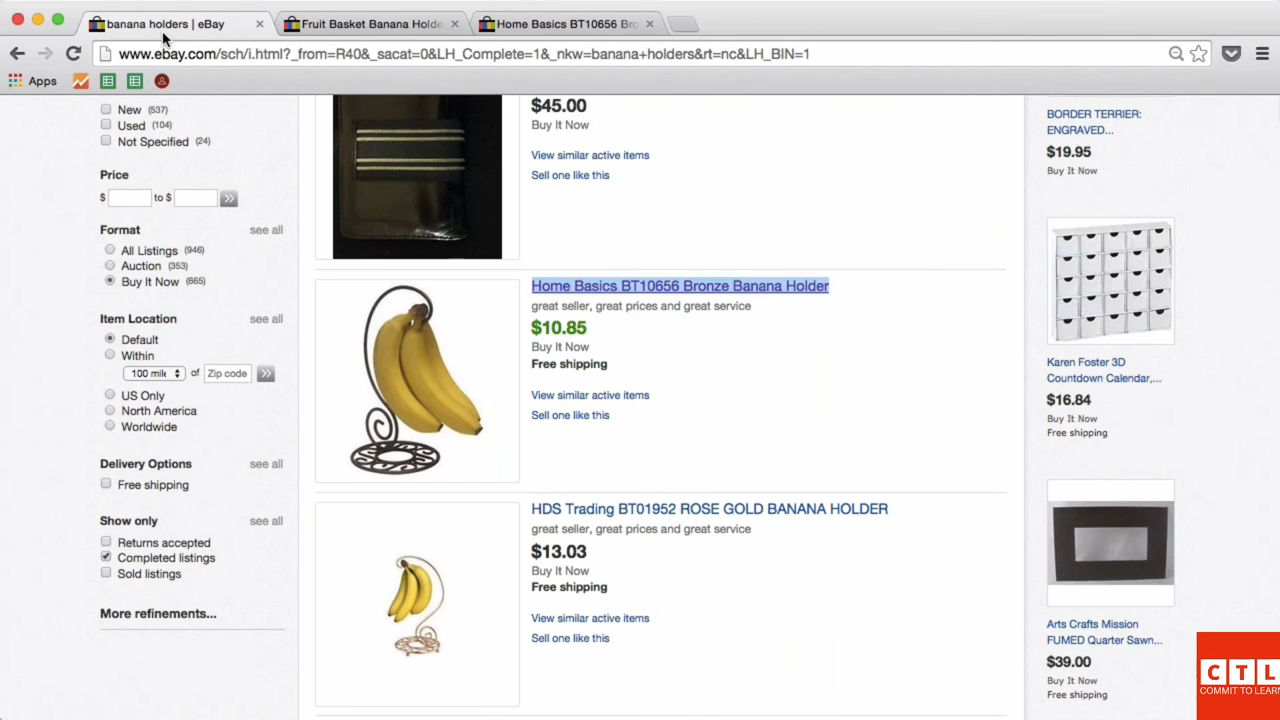 banana holders | eBay
Fruit Basket Banana Holde
Home Basics BT10656 Bro
www.ebay.com/sch/i.html?_from=R40&_sacat=0&LH_Complete=1&_nkw=banana+holders&rt=nc&LH_BIN=1
Apps
New (537)
Used (104)
Not Specified (24)
Price
$ to $
Format see all
All Listings (946)
Auction (353)
Buy It Now (665)
Item Location see all
Default
Within
100 mile of Zip code
US Only
North America
Worldwide
Delivery Options see all
Free shipping
Show only see all
Returns accepted
Completed listings
Sold listings
More refinements...
$45.00
Buy It Now
View similar active items
Sell one like this
Home Basics BT10656 Bronze Banana Holder
great seller, great prices and great service
$10.85
Buy It Now
Free shipping
View similar active items
Sell one like this
HDS Trading BT01952 ROSE GOLD BANANA HOLDER
great seller, great prices and great service
$13.03
Buy It Now
Free shipping
View similar active items
Sell one like this
BORDER TERRIER:
ENGRAVED...
$19.95
Buy It Now
Karen Foster 3D
Countdown Calendar,...
$16.84
Buy It Now
Free shipping
Arts Crafts Mission
FUMED Quarter Sawn...
$39.00
Buy It Now
Free shipping
CTL
COMMIT TO LEARN